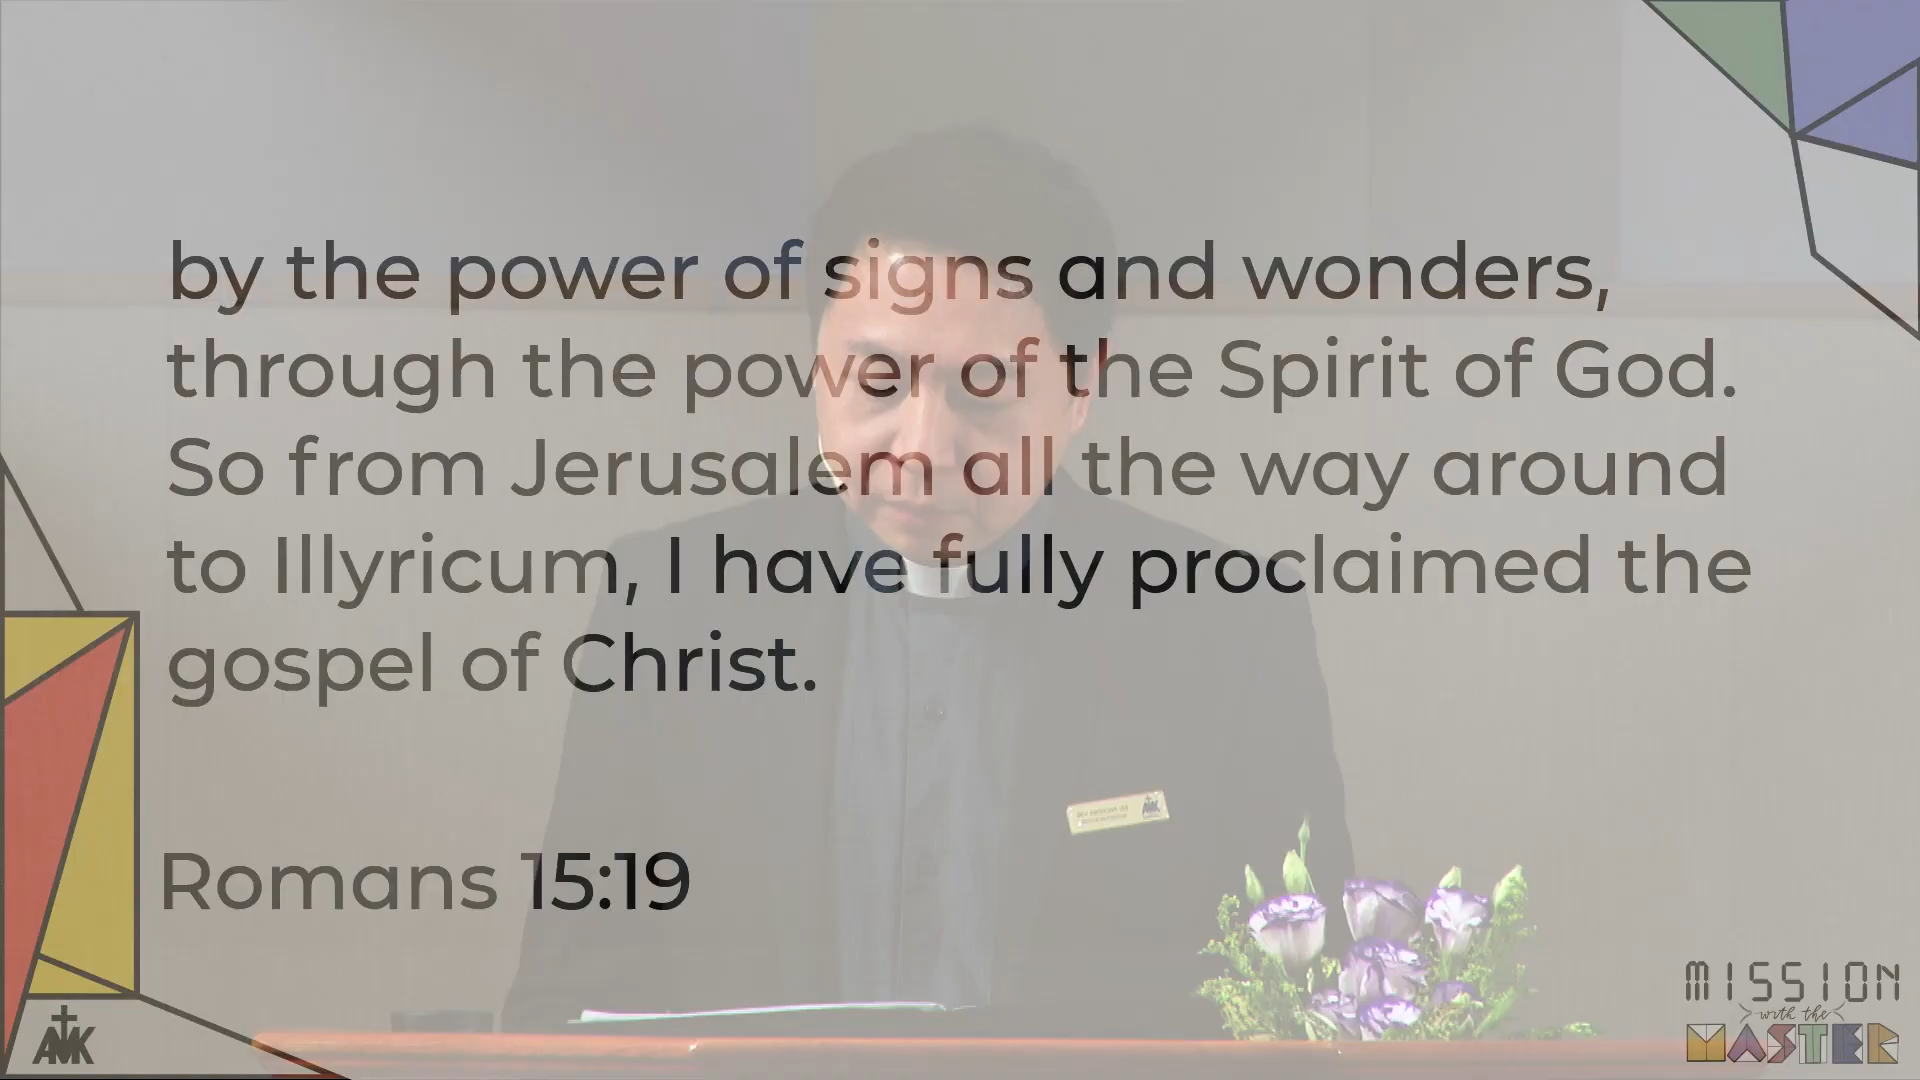 by the power of signs and wonders,
through the power of the Spirit of God.
So from Jerusalem all the way around
to Illyricum, I have fully proclaimed the
gospel of Christ.
Romans 15:19
AMK
MISSION
with the
MASTER